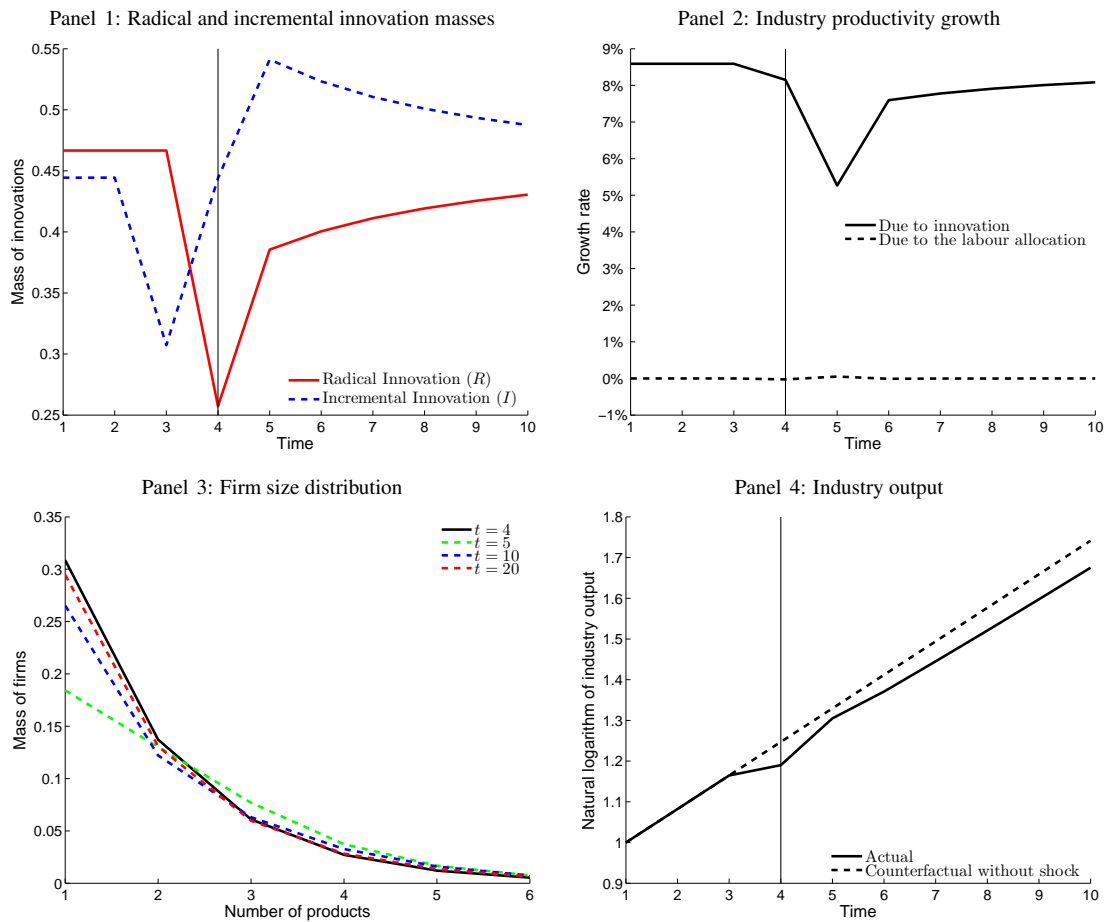 Panel 1: Radical and incremental innovation masses
0.55
0.5
0.45
0.4
0.35
0.3
0.25
Mass of innovations
Radical Innovation (R)
Incremental Innovation (I)
1 2 3 4 5 6 7 8 9 10
Time
Panel 2: Industry productivity growth
9%
8%
7%
6%
5%
4%
3%
2%
1%
0%
−1%
Growth rate
Due to innovation
Due to the labour allocation
1 2 3 4 5 6 7 8 9 10
Time
Panel 3: Firm size distribution
0.35
0.3
0.25
0.2
0.15
0.1
0.05
0
Mass of firms
t = 4
t = 5
t = 10
t = 20
1 2 3 4 5 6
Number of products
Panel 4: Industry output
1.8
1.7
1.6
1.5
1.4
1.3
1.2
1.1
1
0.9
Natural logarithm of industry output
Actual
Counterfactual without shock
1 2 3 4 5 6 7 8 9 10
Time